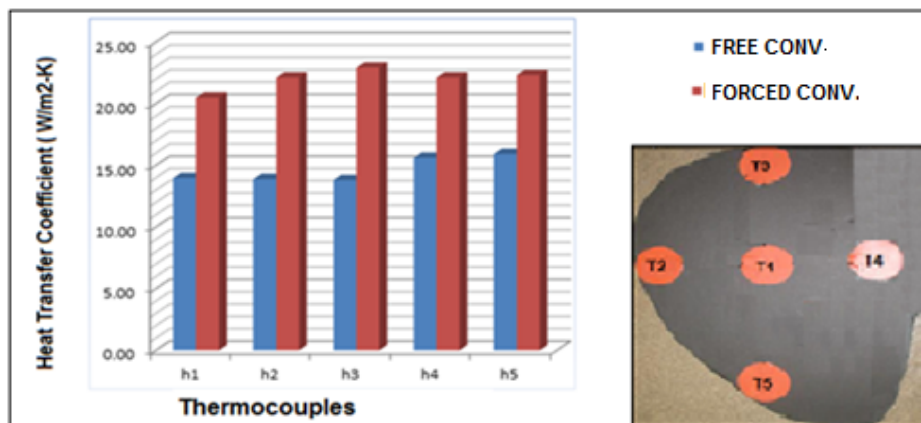 Heat Transfer Coefficient ( W/m2-K)
25.00
20.00
15.00
10.00
5.00
0.00
h1 h2 h3 h4 h5
Thermocouples
FREE CONV.
FORCED CONV.
T3
T2 T1 T4
T5